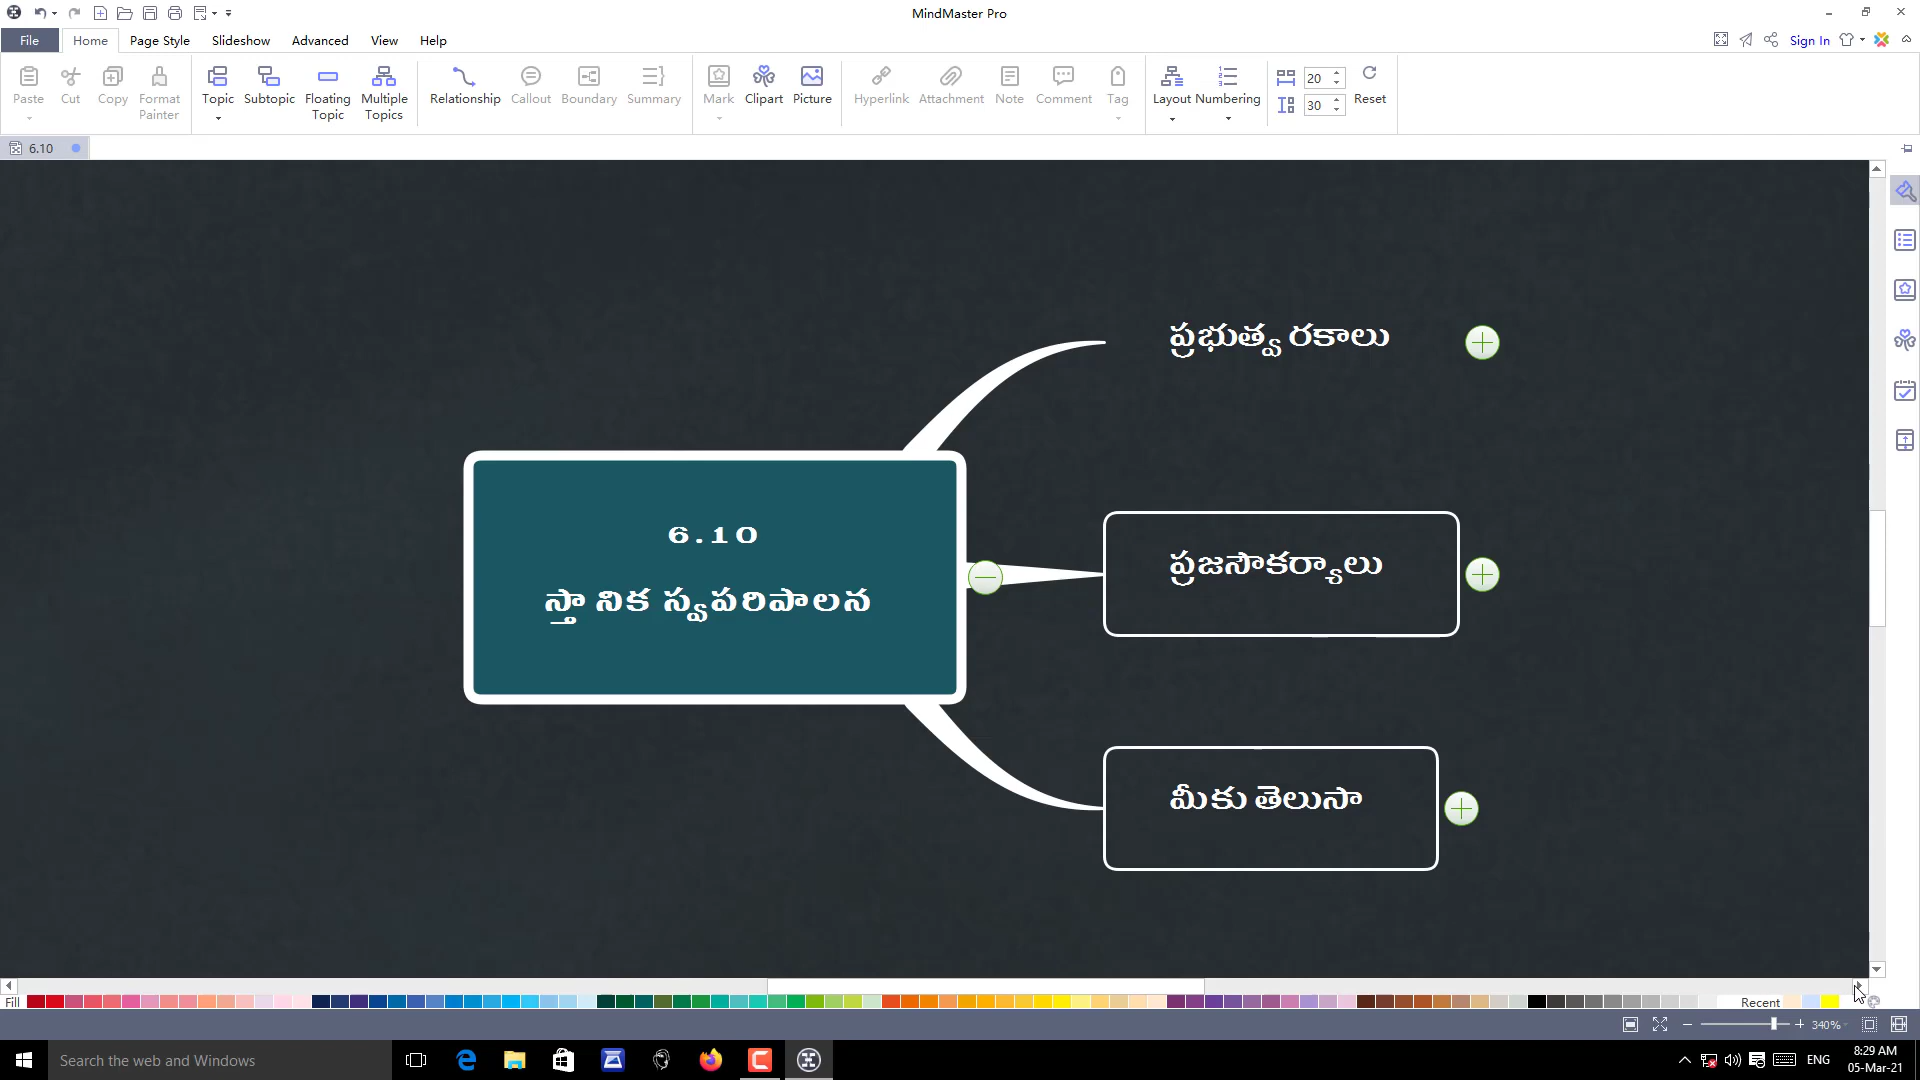 MindMaster Pro
File
Home
Page Style
Slideshow
Advanced
View
Help
Sign In
Paste
Cut
Copy
Format Painter
Topic
Subtopic
Floating Topic
Multiple Topics
Relationship
Callout
Boundary
Summary
Mark
Clipart
Picture
Hyperlink
Attachment
Note
Comment
Tag
Layout
Numbering
20
30
Reset
6.10
ప్రభుత్వ రకాలు
6.10
స్తానిక స్వపరిపాలన
ప్రజసౌకర్యాలు
మీకు తెలుసా
Fill
Recent
340%
Search the web and Windows
ENG
8:29 AM
05-Mar-21